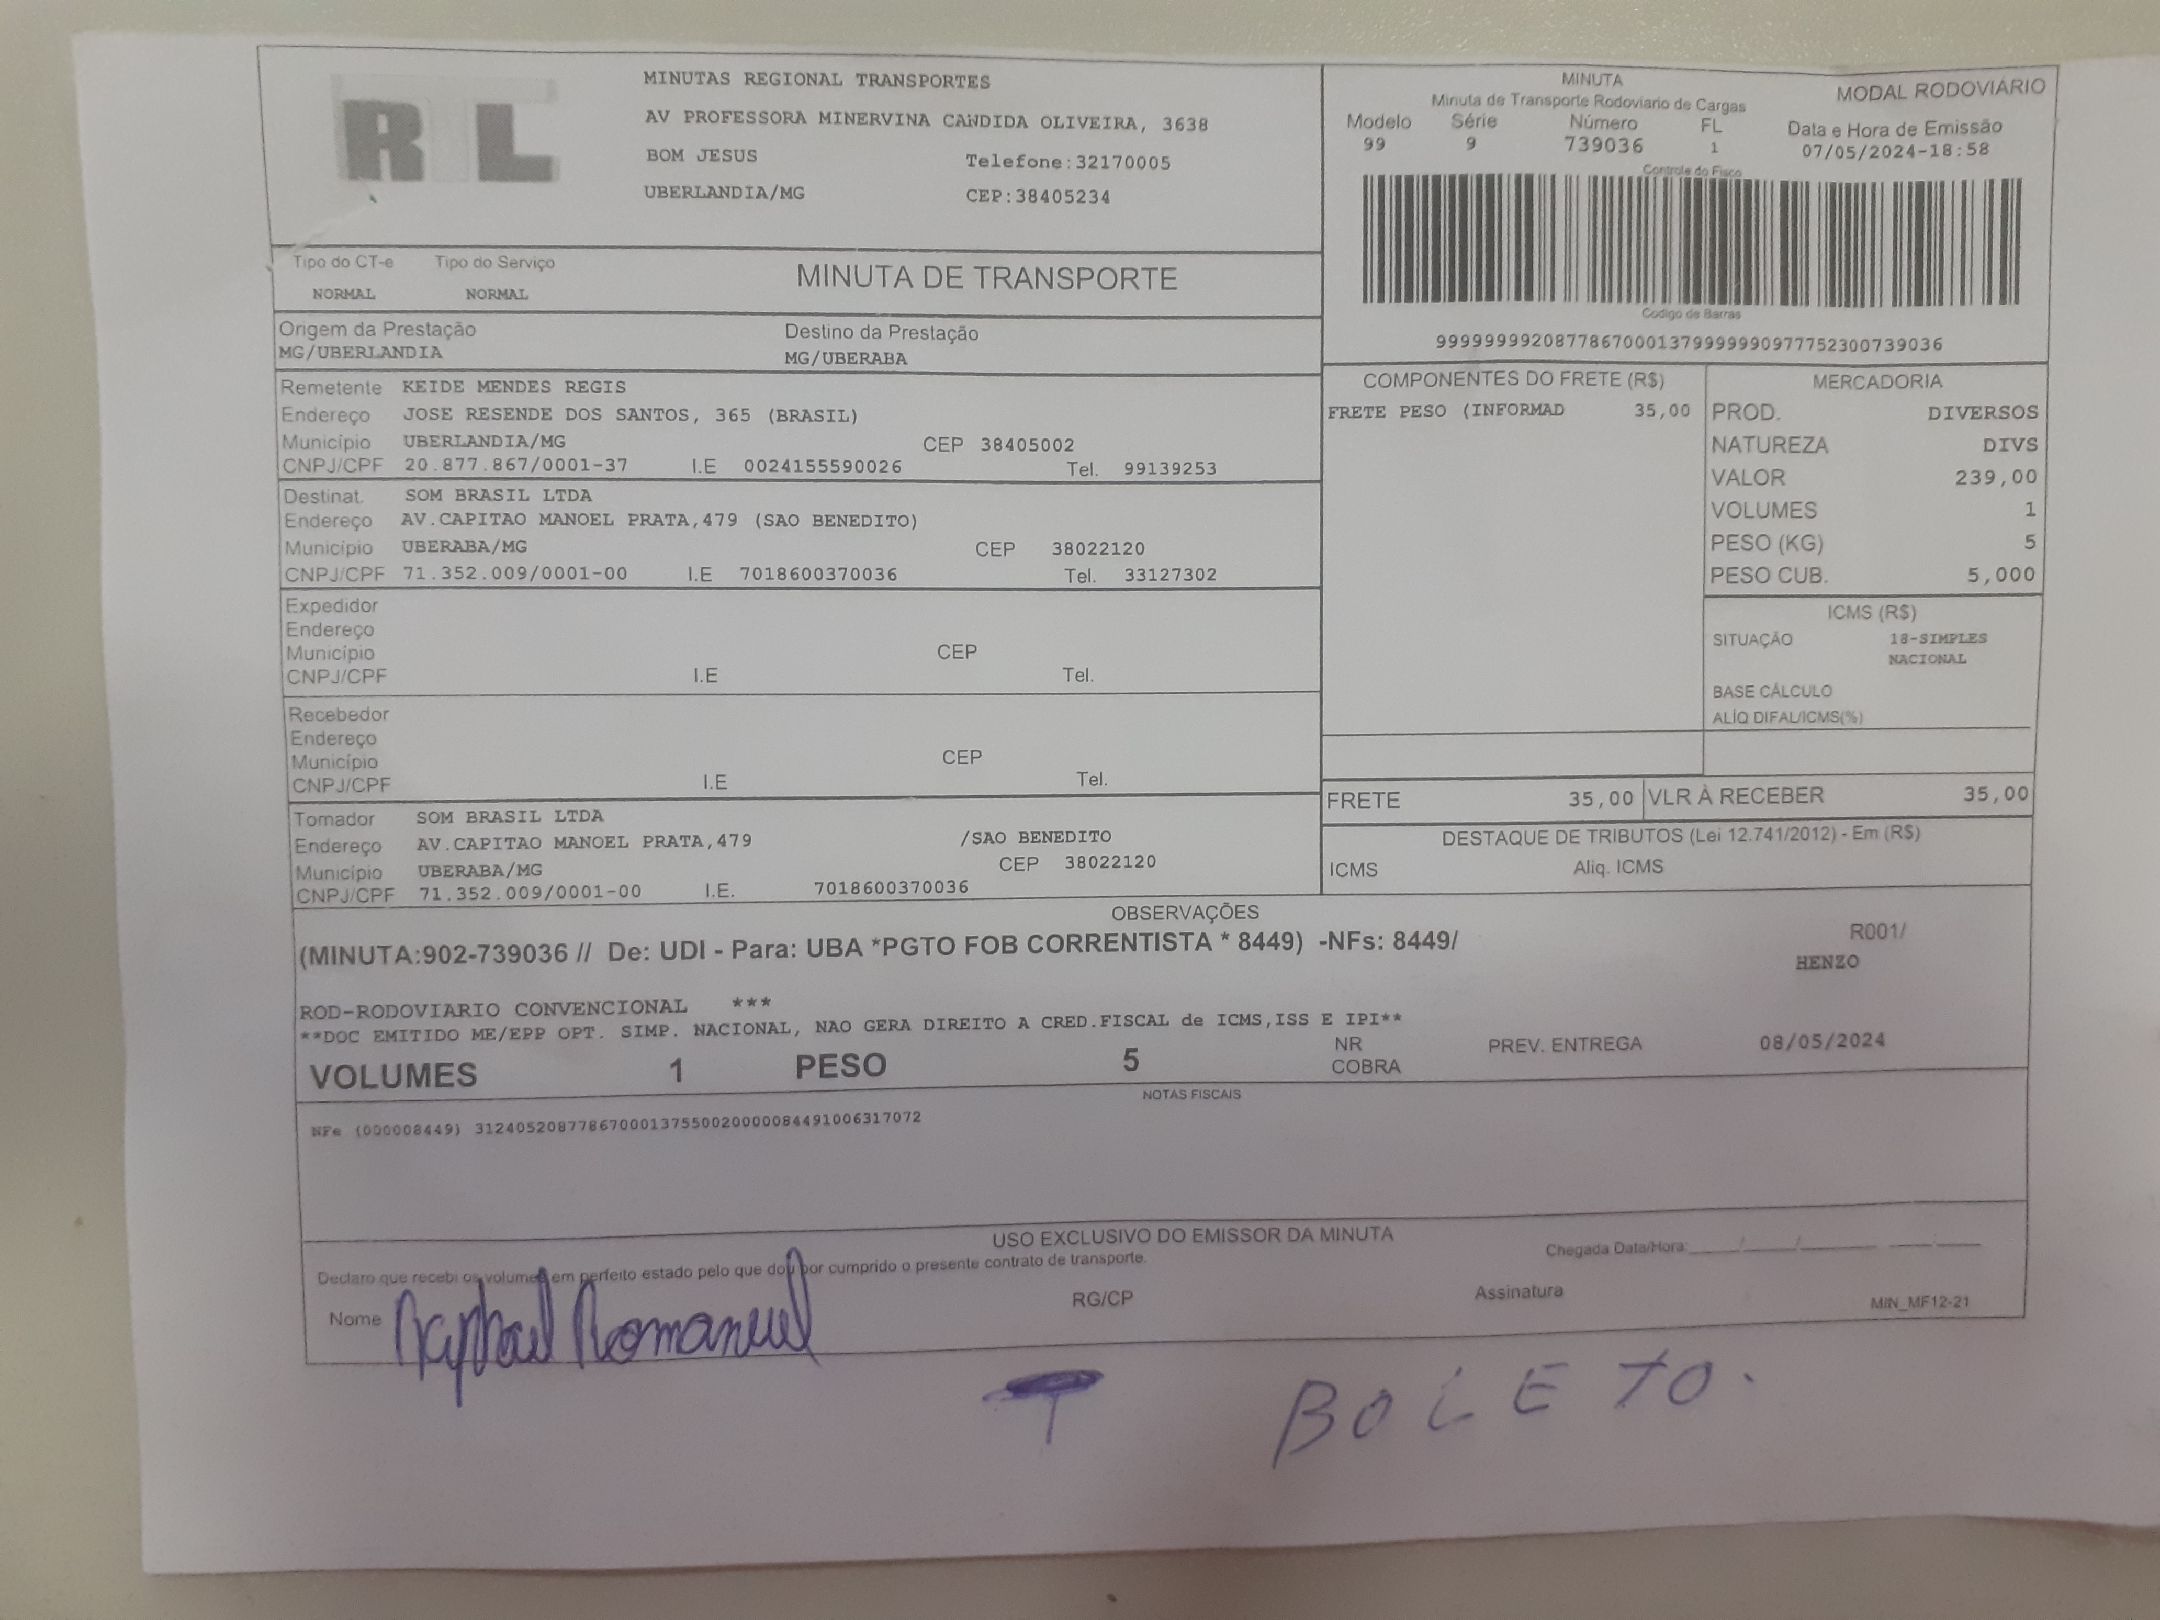 RTL
MINUTAS REGIONAL TRANSPORTES
AV PROFESSORA MINERVINA CANDIDA OLIVEIRA, 3638
BOM JESUS Telefone:32170005
UBERLANDIA/MG CEP:38405234
MINUTA
Minuta de Transporte Rodoviario de Cargas
MODAL RODOVIÁRIO
Modelo Série Número FL Data e Hora de Emissão
99 9 739036 1 07/05/2024-18:58
Controle do Fisco
Codigo de Barras
99999999208778670001379999990977752300739036
Tipo do CT-e Tipo do Serviço
NORMAL NORMAL
MINUTA DE TRANSPORTE
Origem da Prestação Destino da Prestação
MG/UBERLANDIA MG/UBERABA
Remetente KEIDE MENDES REGIS
Endereço JOSE RESENDE DOS SANTOS, 365 (BRASIL)
Município UBERLANDIA/MG CEP 38405002
CNPJ/CPF 20.877.867/0001-37 I.E 0024155590026 Tel. 99139253
Destinat. SOM BRASIL LTDA
Endereço AV.CAPITAO MANOEL PRATA,479 (SAO BENEDITO)
Município UBERABA/MG CEP 38022120
CNPJ/CPF 71.352.009/0001-00 I.E 7018600370036 Tel. 33127302
Expedidor
Endereço
Município CEP
CNPJ/CPF I.E Tel.
Recebedor
Endereço
Município CEP
CNPJ/CPF I.E Tel.
Tomador SOM BRASIL LTDA
Endereço AV.CAPITAO MANOEL PRATA,479 /SAO BENEDITO
Município UBERABA/MG CEP 38022120
CNPJ/CPF 71.352.009/0001-00 I.E. 7018600370036
COMPONENTES DO FRETE (R$)
FRETE PESO (INFORMAD 35,00
MERCADORIA
PROD. DIVERSOS
NATUREZA DIVS
VALOR 239,00
VOLUMES 1
PESO (KG) 5
PESO CUB. 5,000
ICMS (R$)
SITUAÇÃO 18-SIMPLES
NACIONAL
BASE CÁLCULO
ALÍQ DIFAL/ICMS(%)
FRETE 35,00 VLR À RECEBER 35,00
DESTAQUE DE TRIBUTOS (Lei 12.741/2012) - Em (R$)
ICMS Aliq. ICMS
OBSERVAÇÕES
(MINUTA:902-739036 // De: UDI - Para: UBA *PGTO FOB CORRENTISTA * 8449) -NFs: 8449/
R001/
HENZO
ROD-RODOVIARIO CONVENCIONAL ***
**DOC EMITIDO ME/EPP OPT. SIMP. NACIONAL, NAO GERA DIREITO A CRED.FISCAL de ICMS,ISS E IPI**
VOLUMES 1 PESO 5 NR COBRA PREV. ENTREGA 08/05/2024
NOTAS FISCAIS
NFe (000008449) 31240520877867000137550020000084491006317072
USO EXCLUSIVO DO EMISSOR DA MINUTA
Declaro que recebi os volumes em perfeito estado pelo que dou por cumprido o presente contrato de transporte.
Chegada Data/Hora: / /
Nome Raphael Romanuel RG/CP Assinatura
MIN_MF12-21
BOLETO.